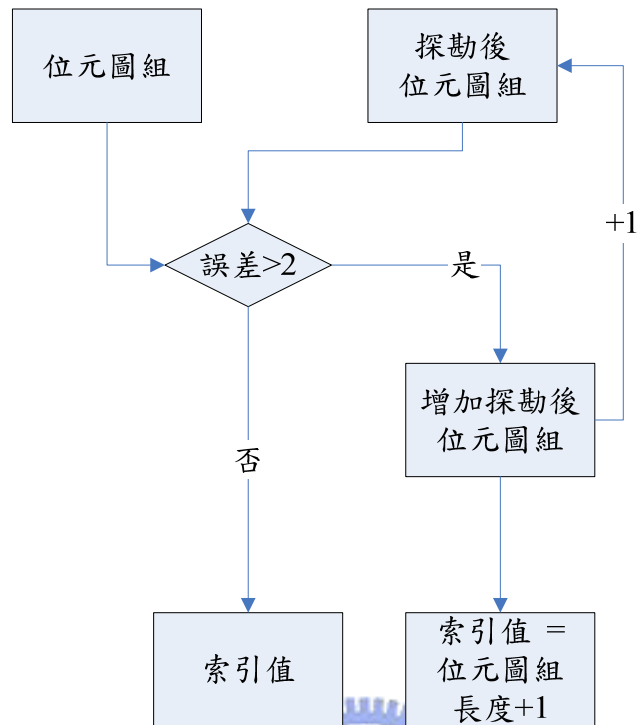 位元圖組
探勘後
位元圖組
+1
誤差>2
是
增加探勘後
位元圖組
否
索引值
索引值 =
位元圖組
長度+1